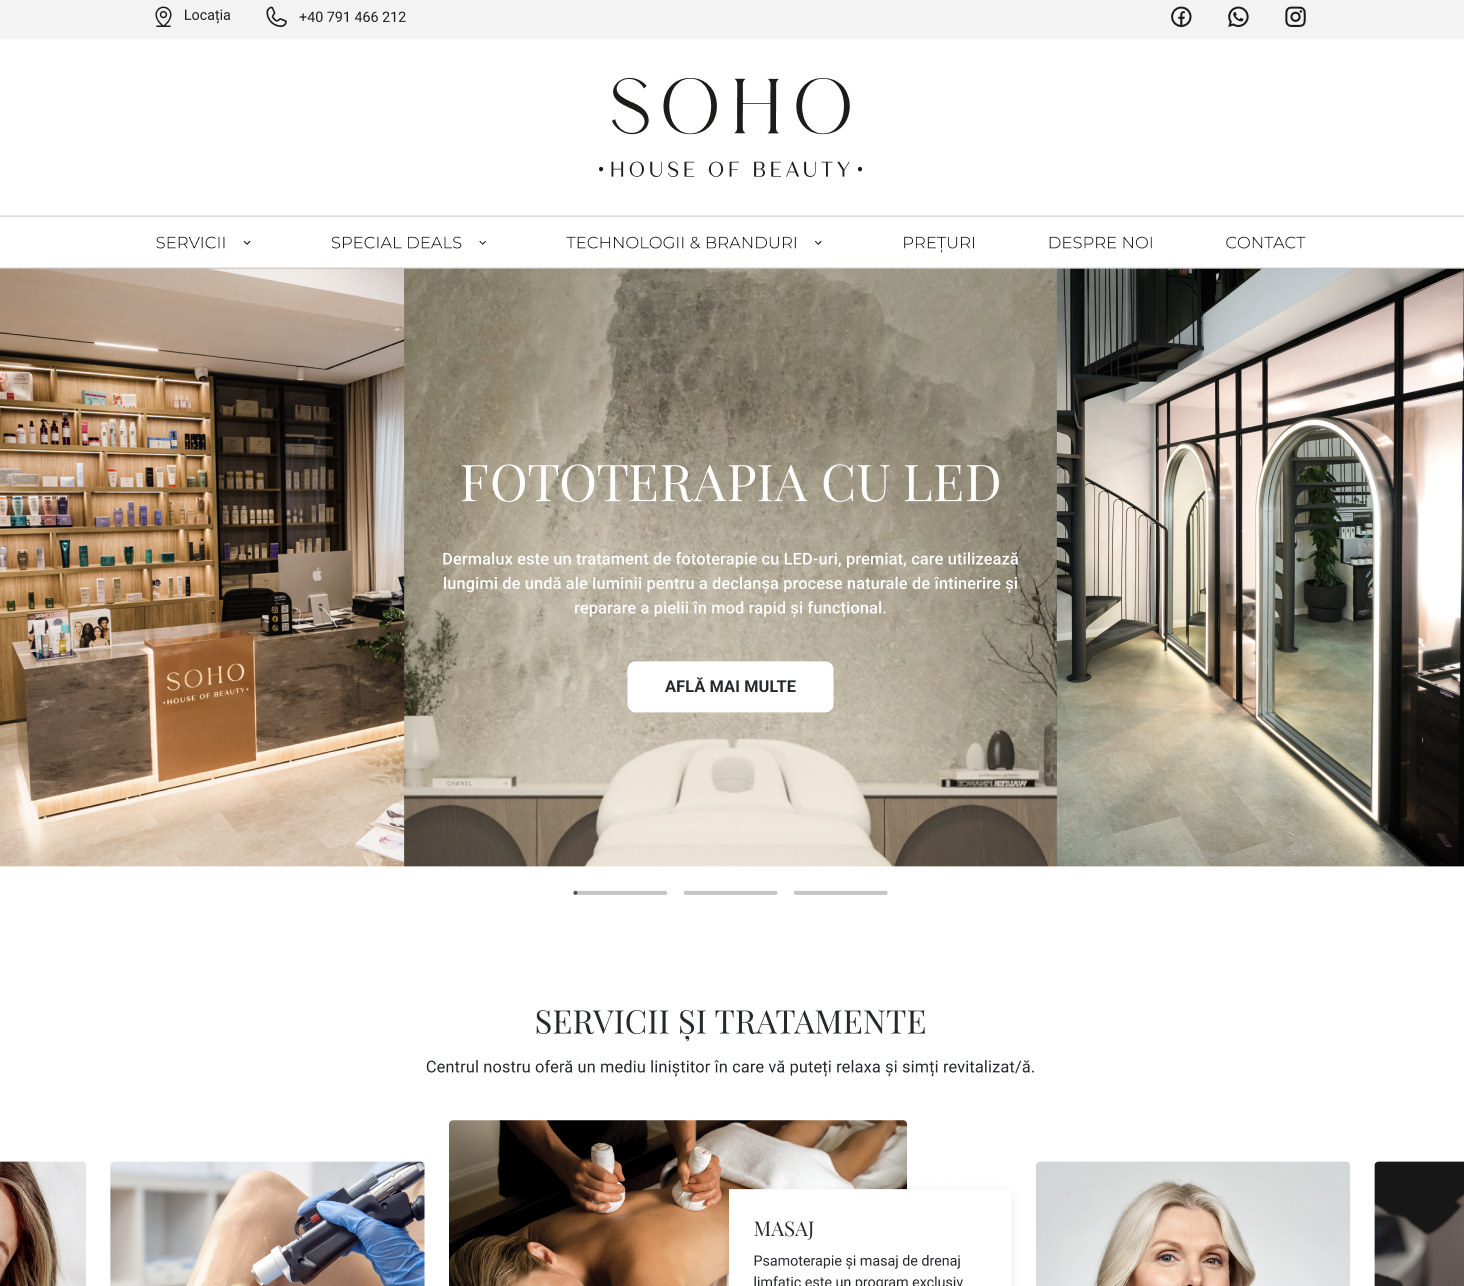 Locația
+40 791 466 212
SOHO
•HOUSE OF BEAUTY•
SERVICII
SPECIAL DEALS
TECHNOLOGII & BRANDURI
PREȚURI
DESPRE NOI
CONTACT
SOHO
•HOUSE OF BEAUTY•
FOTOTERAPIA CU LED
Dermalux este un tratament de fototerapie cu LED-uri, premiat, care utilizează
lungimi de undă ale luminii pentru a declanșa procese naturale de întinerire și
reparare a pielii în mod rapid și funcțional.
AFLĂ MAI MULTE
CHANEL
SERVICII ȘI TRATAMENTE
Centrul nostru oferă un mediu liniștitor în care vă puteți relaxa și simți revitalizat/ă.
MASAJ
Psamoterapie și masaj de drenaj
limfatic este un program exclusiv